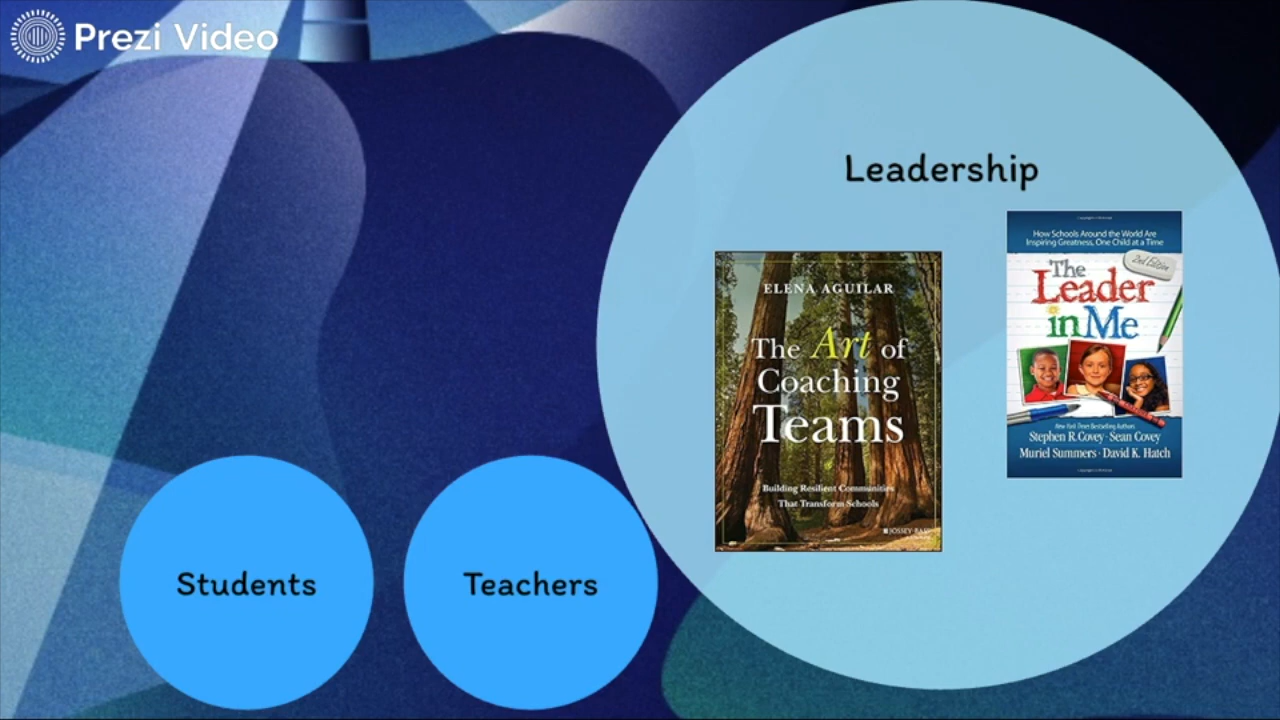 Prezi Video
Leadership
ELENA AGUILAR
The Art of
Coaching
Teams
Building Resilient Communities
That Transform Schools
JOSSEY-BASS
How Schools Around the World Are
Inspiring Greatness, One Child at a Time
2nd Edition
The
Leader
in Me
New York Times Bestselling Authors
Stephen R. Covey · Sean Covey
Muriel Summers · David K. Hatch
Students
Teachers